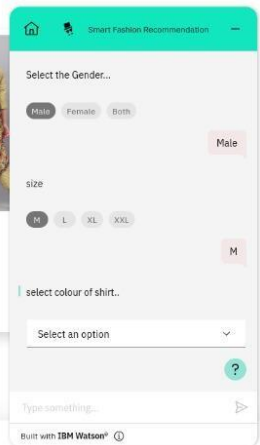 Smart Fashion Recommendation
Select the Gender...
Male Female Both
Male
size
M L XL XXL
M
select colour of shirt..
Select an option
?
Type something...
Built with IBM Watson®